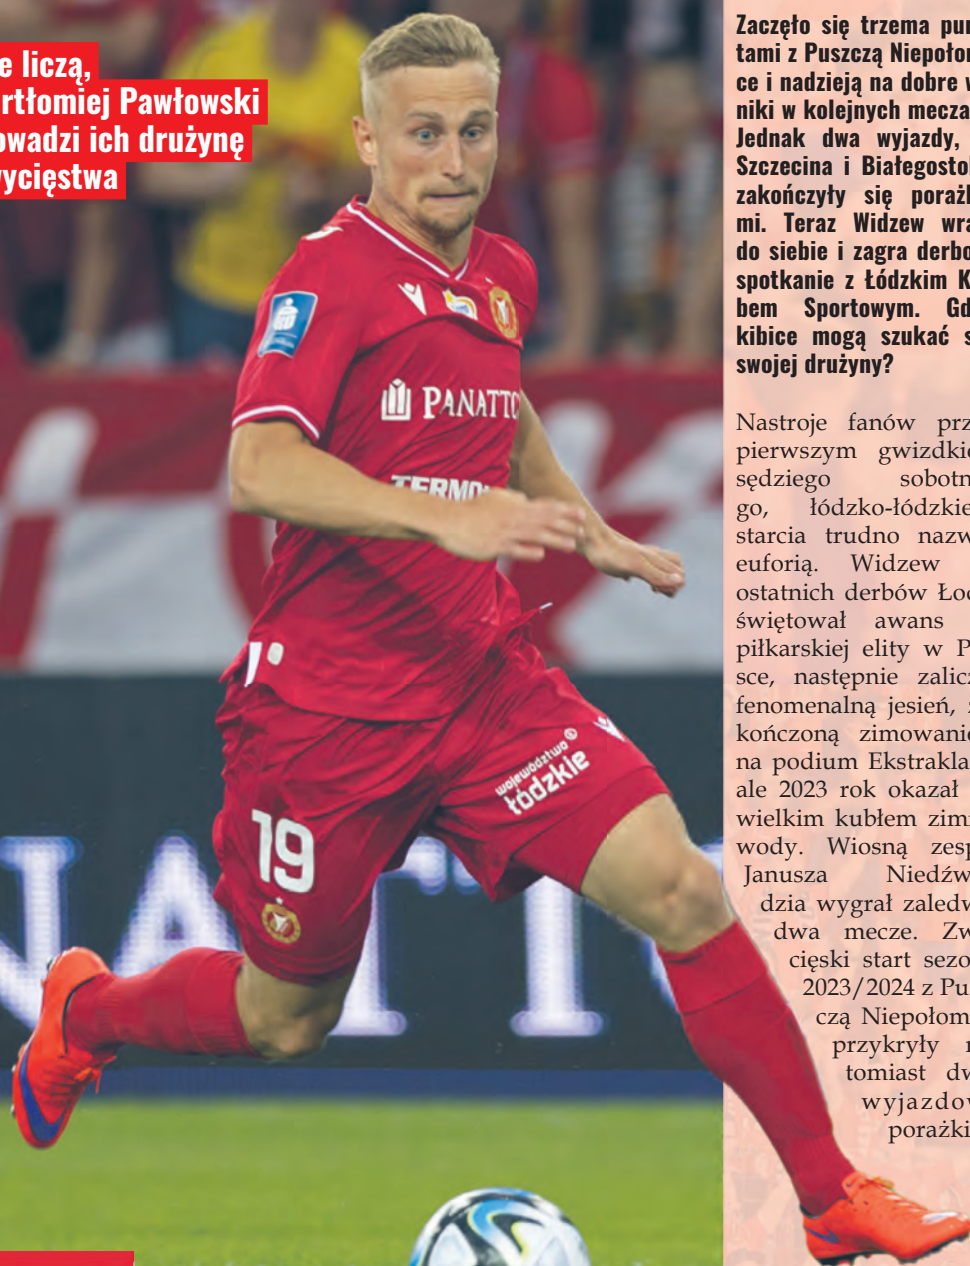 e liczą,
rtłomiej Pawłowski
owadzi ich drużynę
wycięstwa
PANATTO
TERMO
województwo
łódzkie
19
NATT
Zaczęło się trzema pun
tami z Puszczą Niepołom
ce i nadzieją na dobre w
niki w kolejnych mecza
Jednak dwa wyjazdy,
Szczecina i Białegostok
zakończyły się porażk
mi. Teraz Widzew wra
do siebie i zagra derbo
spotkanie z Łódzkim K
bem Sportowym. Gd
kibice mogą szukać s
swojej drużyny?
Nastroje fanów prz
pierwszym gwizdkie
sędziego sobotn
go, łódzko-łódzkie
starcia trudno nazw
euforią. Widzew
ostatnich derbów Łod
świętował awans
piłkarskiej elity w P
sce, następnie zalicz
fenomenalną jesień, z
kończoną zimowanie
na podium Ekstrakla
ale 2023 rok okazał
wielkim kubłem zim
wody. Wiosną zesp
Janusza Niedźw
dzia wygrał zaledw
dwa mecze. Zw
cięski start sezo
2023/2024 z Pu
czą Niepołom
przykryły n
tomiast dw
wyjazdow
porażki